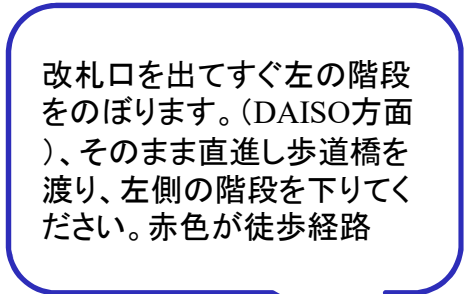 改札口を出てすぐ左の階段
をのぼります。（DAISO方面
）、そのまま直進し歩道橋を
渡り、左側の階段を下りてく
ださい。赤色が徒歩経路